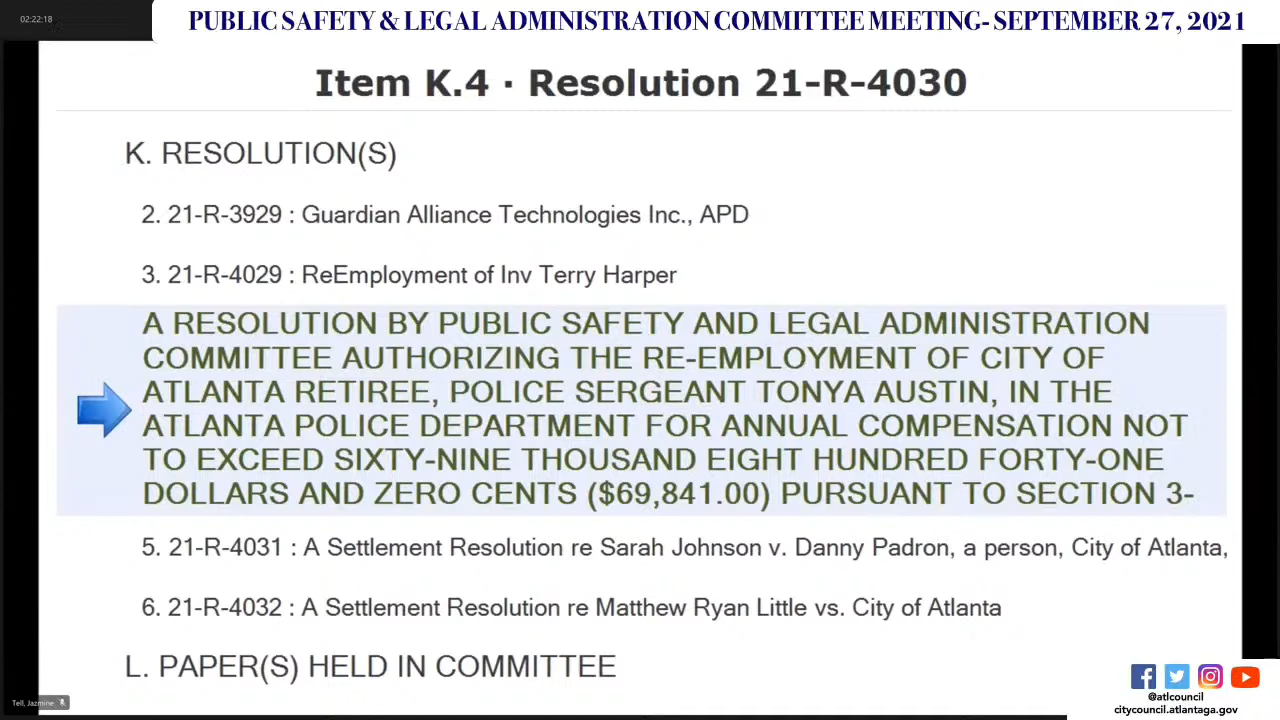 02:22:18
PUBLIC SAFETY & LEGAL ADMINISTRATION COMMITTEE MEETING- SEPTEMBER 27, 2021
Item K.4 · Resolution 21-R-4030
K. RESOLUTION(S)
2. 21-R-3929 : Guardian Alliance Technologies Inc., APD
3. 21-R-4029 : ReEmployment of Inv Terry Harper
A RESOLUTION BY PUBLIC SAFETY AND LEGAL ADMINISTRATION
COMMITTEE AUTHORIZING THE RE-EMPLOYMENT OF CITY OF
ATLANTA RETIREE, POLICE SERGEANT TONYA AUSTIN, IN THE
ATLANTA POLICE DEPARTMENT FOR ANNUAL COMPENSATION NOT
TO EXCEED SIXTY-NINE THOUSAND EIGHT HUNDRED FORTY-ONE
DOLLARS AND ZERO CENTS ($69,841.00) PURSUANT TO SECTION 3-
5. 21-R-4031 : A Settlement Resolution re Sarah Johnson v. Danny Padron, a person, City of Atlanta,
6. 21-R-4032 : A Settlement Resolution re Matthew Ryan Little vs. City of Atlanta
L. PAPER(S) HELD IN COMMITTEE
Tell, Jazmine
@atlcouncil
citycouncil.atlantaga.gov